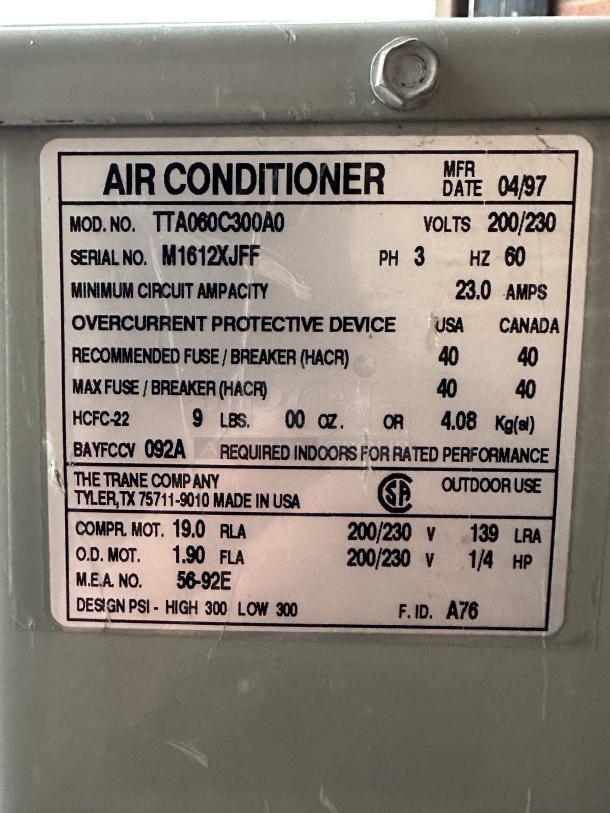 AIR CONDITIONER MFR DATE 04/97
MOD. NO. TTA060C300A0 VOLTS 200/230
SERIAL NO. M1612XJFF PH 3 HZ 60
MINIMUM CIRCUIT AMPACITY 23.0 AMPS
OVERCURRENT PROTECTIVE DEVICE USA CANADA
RECOMMENDED FUSE / BREAKER (HACR) 40 40
MAX FUSE / BREAKER (HACR) 40 40
HCFC-22 9 LBS. 00 OZ. OR 4.08 Kg(si)
BAYFCCV 092A REQUIRED INDOORS FOR RATED PERFORMANCE
THE TRANE COMPANY
TYLER, TX 75711-9010 MADE IN USA
SA
OUTDOOR USE
COMPR. MOT. 19.0 RLA 200/230 V 139 LRA
O.D. MOT. 1.90 FLA 200/230 V 1/4 HP
M.E.A. NO. 56-92E
DESIGN PSI - HIGH 300 LOW 300 F. ID. A76